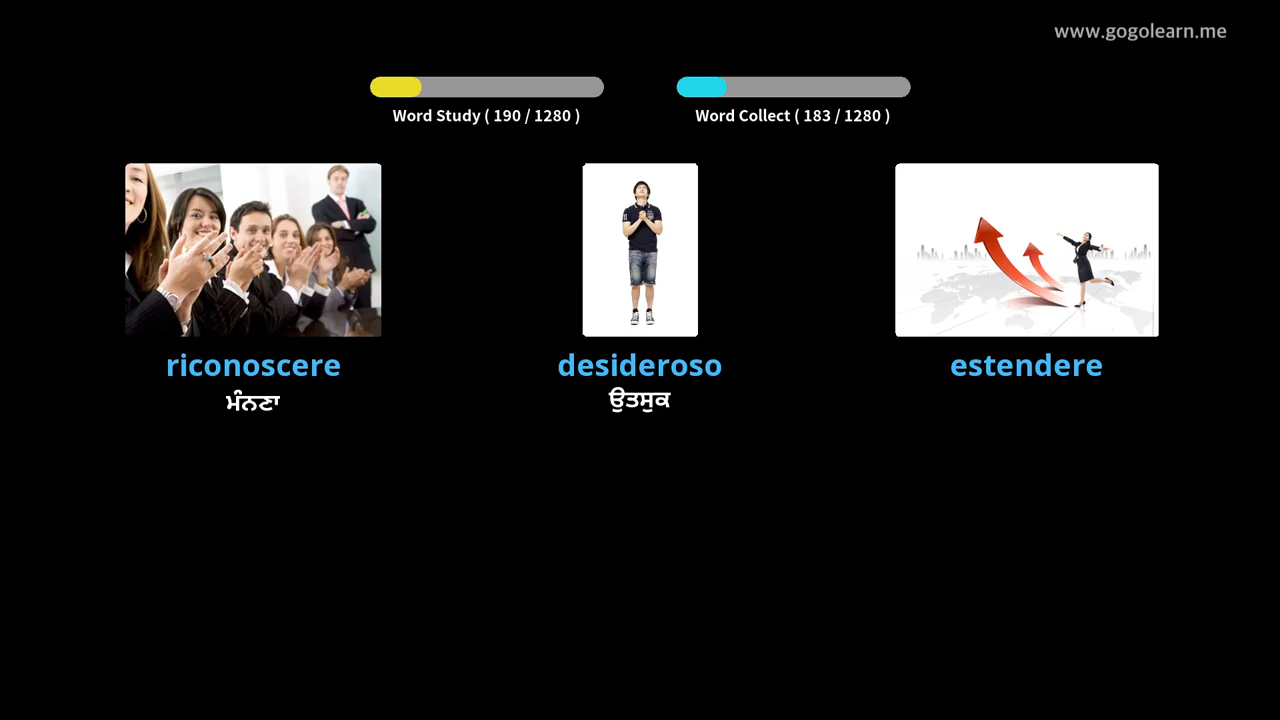 www.gogolearn.me
Word Study ( 190 / 1280 )
Word Collect ( 183 / 1280 )
riconoscere
desideroso
estendere
ਮੰਨਣਾ
ਉਤਸੁਕ